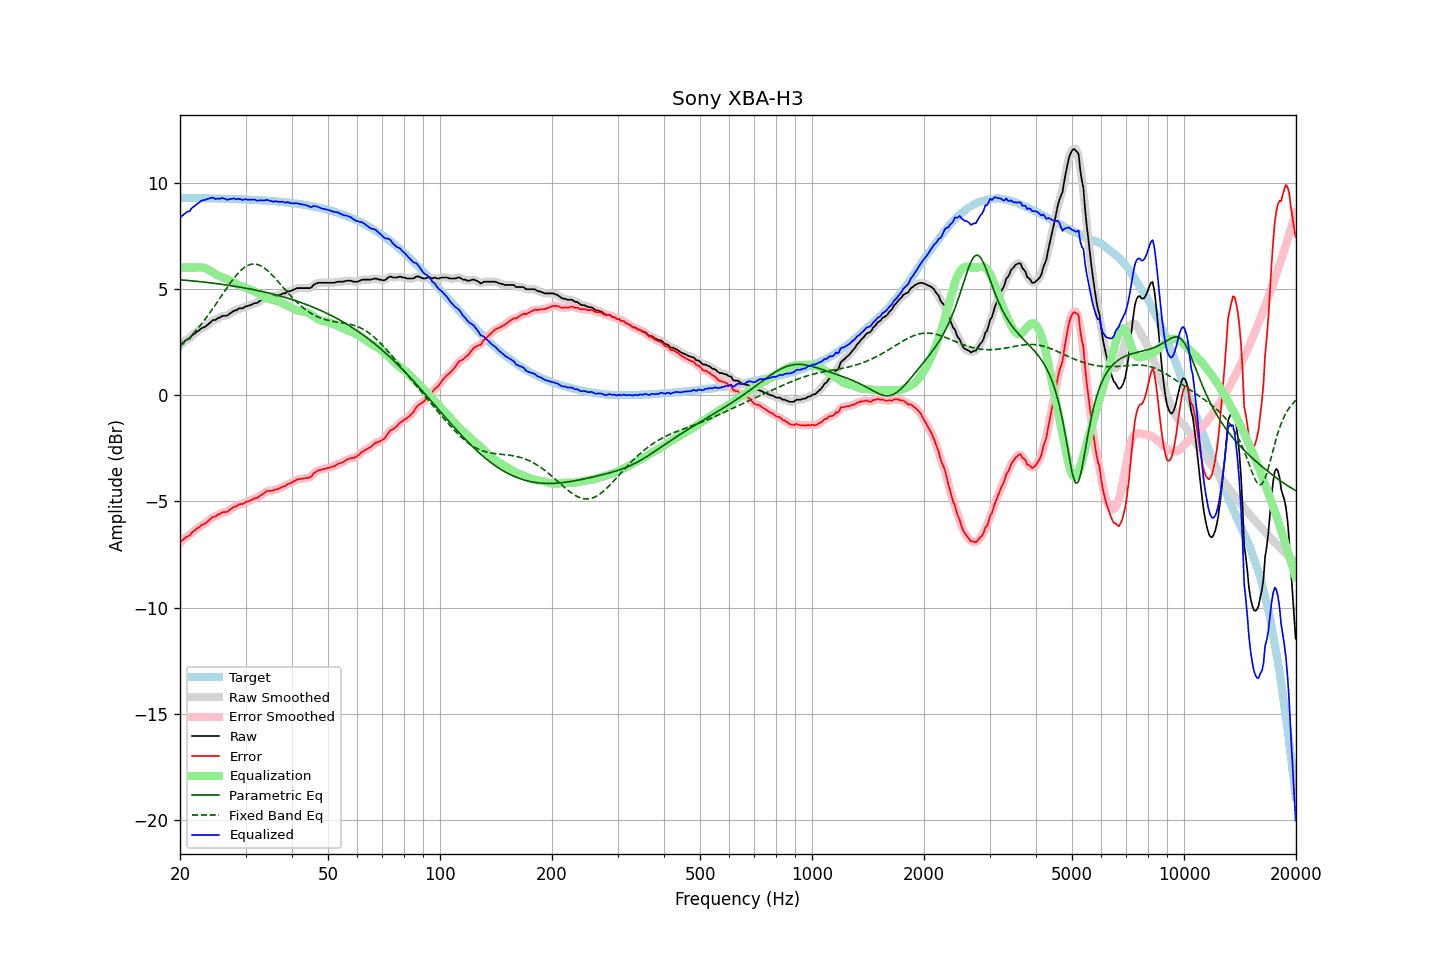 Sony XBA-H3
Amplitude (dBr)
10
5
0
−5
−10
−15
−20
Target
Raw Smoothed
Error Smoothed
Raw
Error
Equalization
Parametric Eq
Fixed Band Eq
Equalized
20 50 100 200 500 1000 2000 5000 10000 20000
Frequency (Hz)